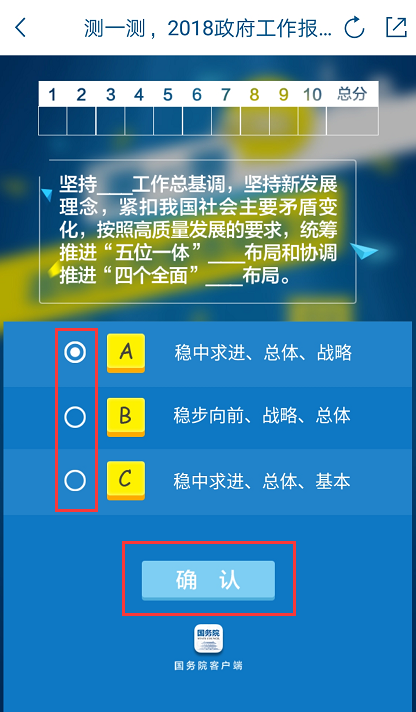 测一测，2018政府工作报...
1 2 3 4 5 6 7 8 9 10 总分
坚持____工作总基调，坚持新发展
理念，紧扣我国社会主要矛盾变
化，按照高质量发展的要求，统筹
推进“五位一体”____布局和协调
推进“四个全面”____布局。
A 稳中求进、总体、战略
B 稳步向前、战略、总体
C 稳中求进、总体、基本
确 认
国务院
国务院客户端